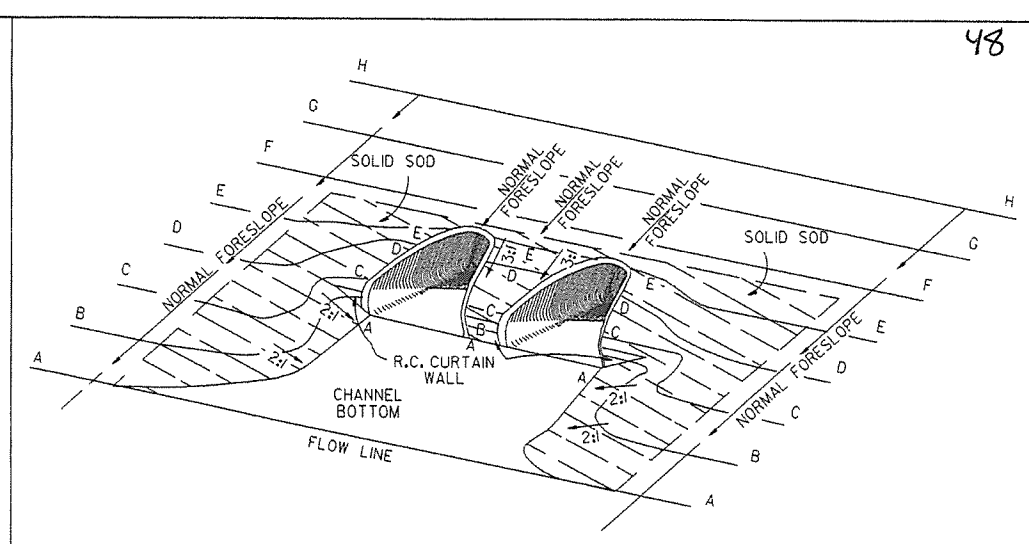 48
H
G
F
SOLID SOD
E
D
C
B
A
NORMAL FORESLOPE
NORMAL
FORESLOPE
NORMAL
FORESLOPE
NORMAL
FORESLOPE
SOLID SOD
H
G
F
E
D
C
B
A
NORMAL FORESLOPE
E
D
C
A
2:1
2:1
3:1
E
D
3:1
C
B
A
E
D
C
A
2:1
2:1
R.C. CURTAIN
WALL
CHANNEL
BOTTOM
FLOW LINE